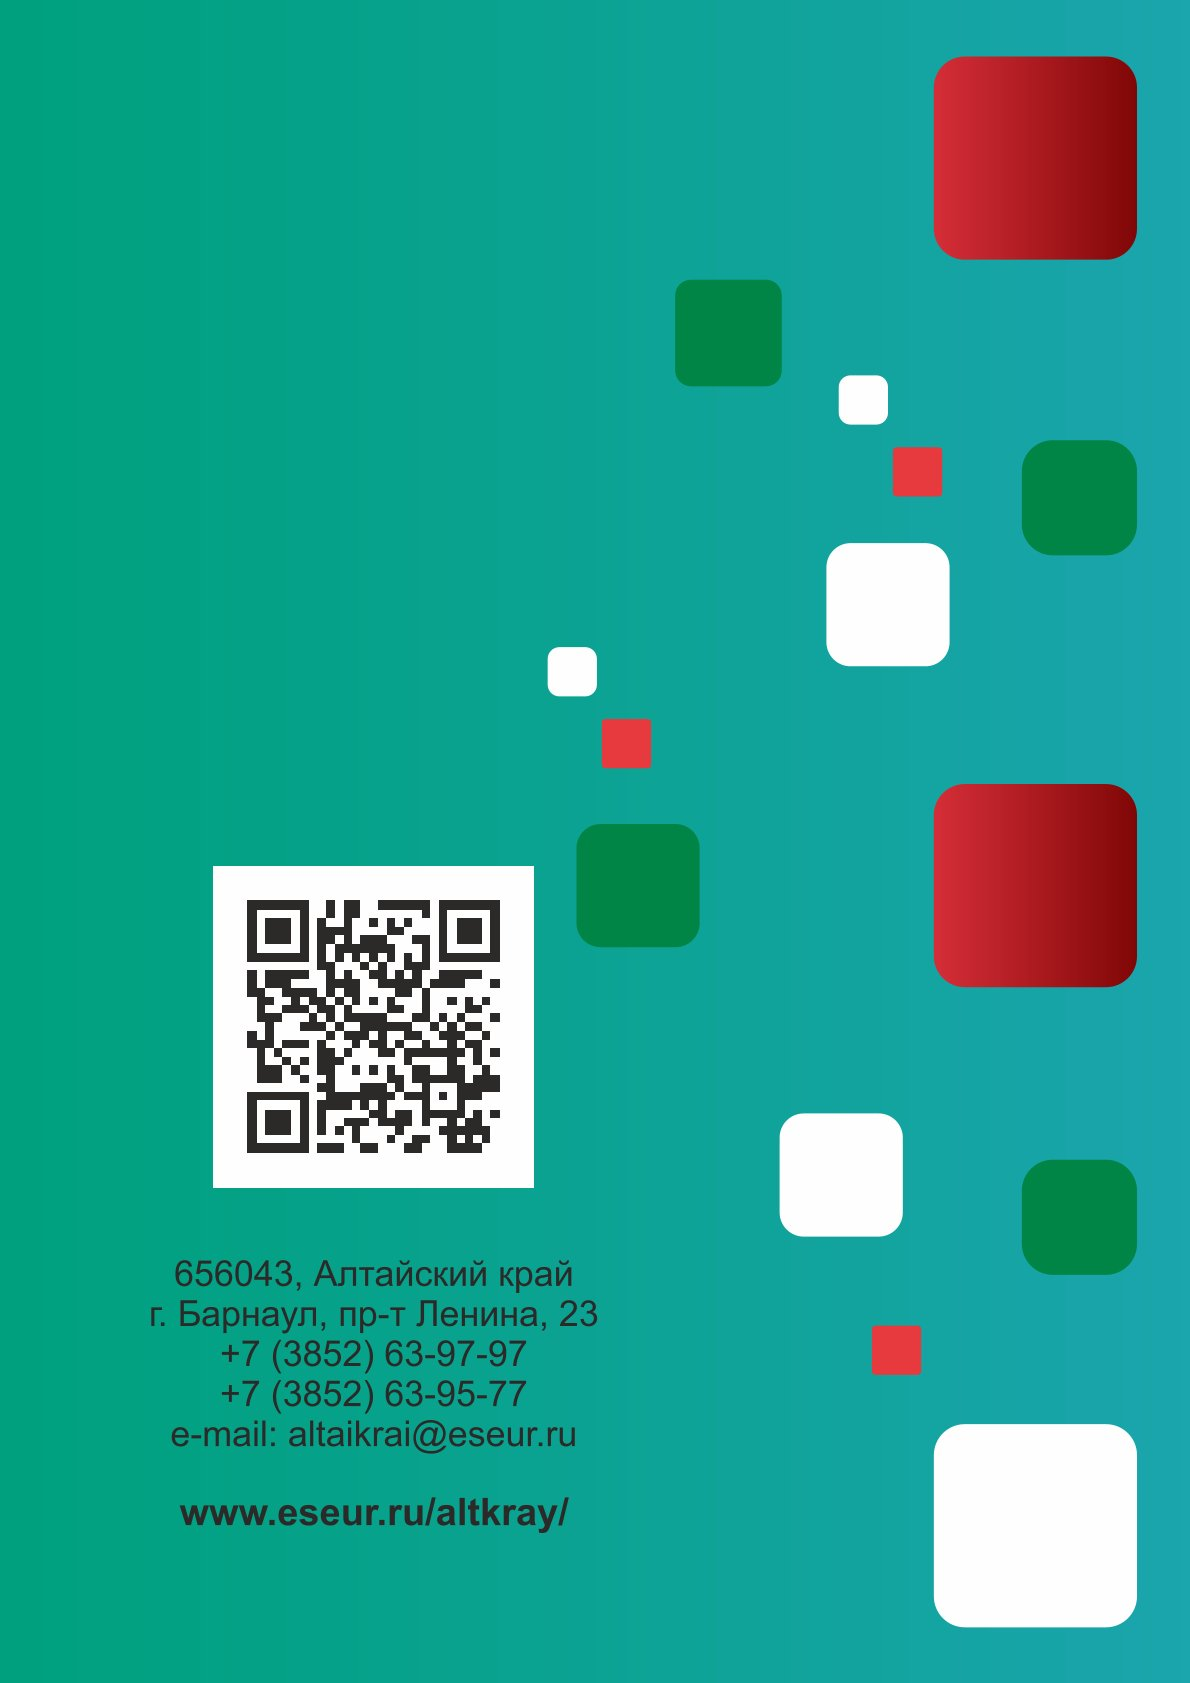 656043, Алтайский край
г. Барнаул, пр-т Ленина, 23
+7 (3852) 63-97-97
+7 (3852) 63-95-77
e-mail: altaikrai@eseur.ru
www.eseur.ru/altkray/